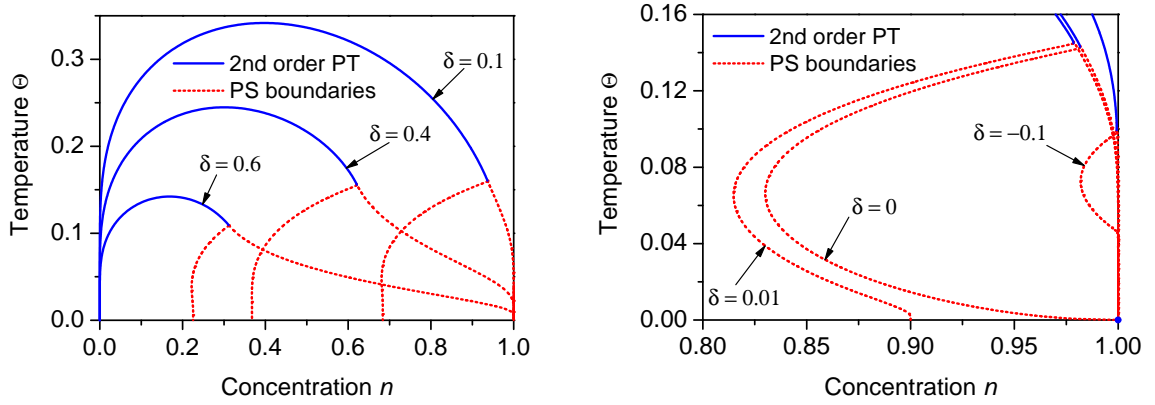 2nd order PT
PS boundaries
δ = 0.1
δ = 0.4
δ = 0.6
Temperature Θ
0.3
0.2
0.1
0.0
0.0 0.2 0.4 0.6 0.8 1.0
Concentration n
2nd order PT
PS boundaries
δ = −0.1
δ = 0
δ = 0.01
Temperature Θ
0.16
0.12
0.08
0.04
0.00
0.80 0.85 0.90 0.95 1.00
Concentration n